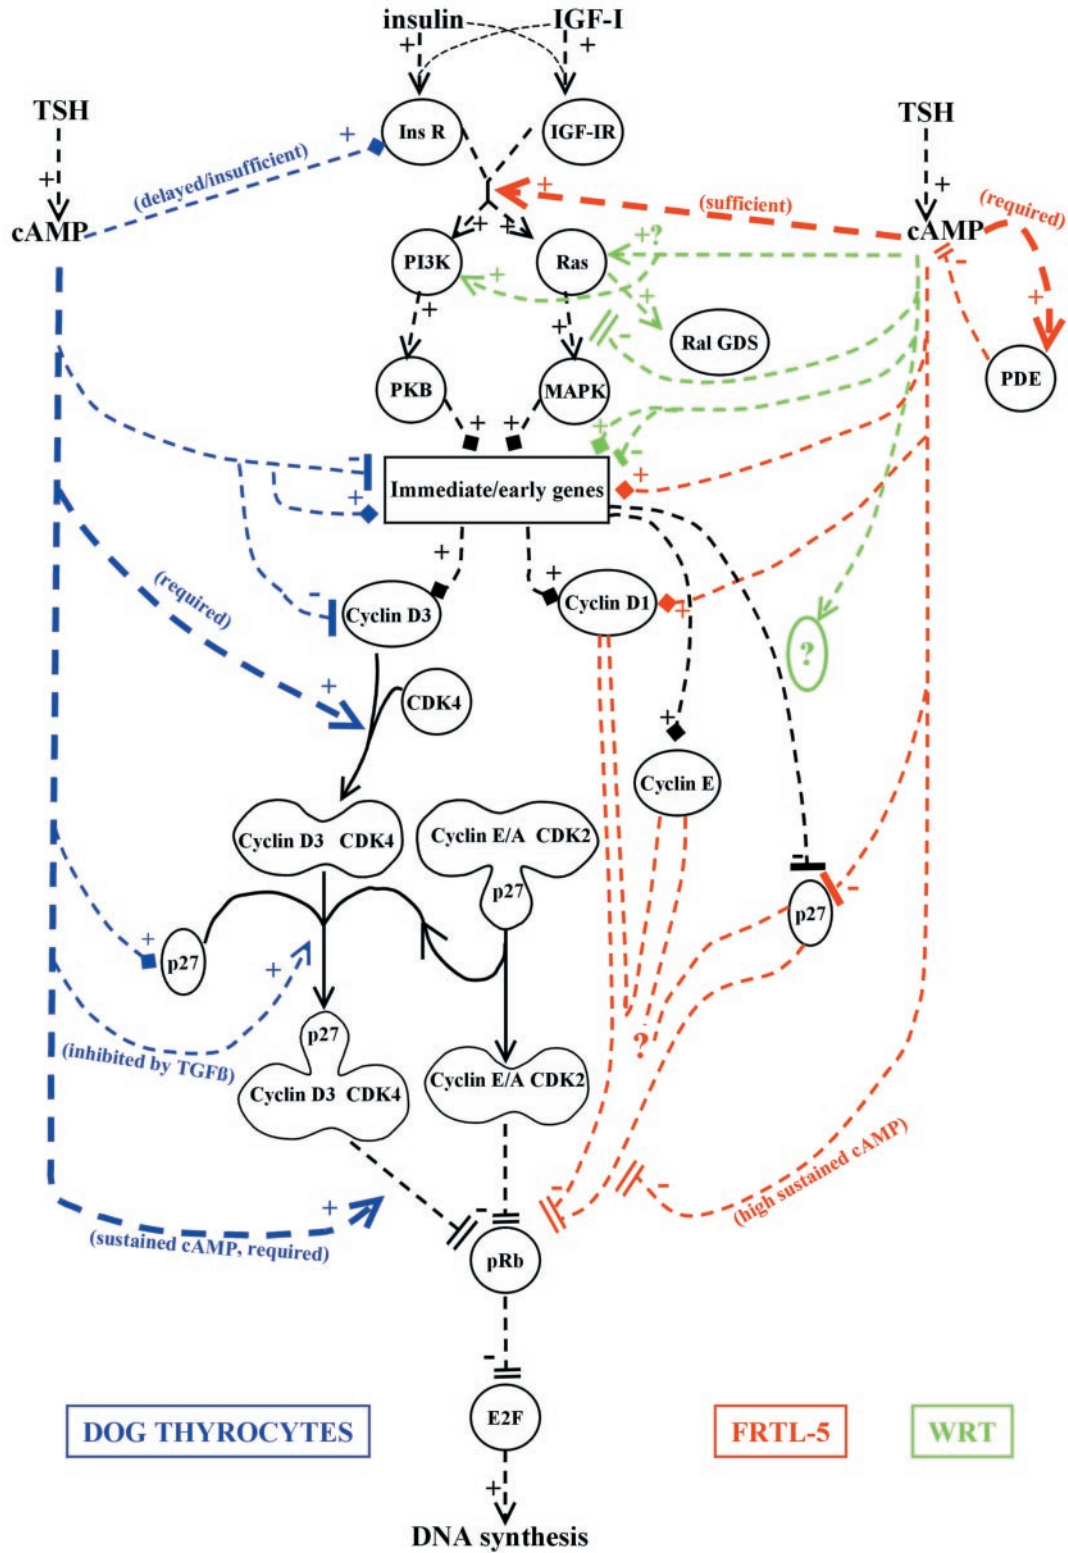 insulin IGF-I
+ +
TSH Ins R IGF-IR TSH
+ + +
(delayed/insufficient) + (sufficient) (required)
cAMP cAMP
+ + +? -
PI3K Ras +
+ + + +
Ral GDS
- PDE
PKB MAPK
+ + + -
- +
+ Immediate/early genes
+ +
-
Cyclin D3 Cyclin D1 +
(required) ?
+ CDK4
+
Cyclin E
Cyclin D3 CDK4 Cyclin E/A CDK2
- -
p27 p27
+
p27 +
p27 ?
(inhibited by TGFß)
Cyclin D3 CDK4 Cyclin E/A CDK2
(high sustained cAMP)
- -
+ -
(sustained cAMP, required)
pRb
-
E2F
DOG THYROCYTES FRTL-5 WRT
+
DNA synthesis